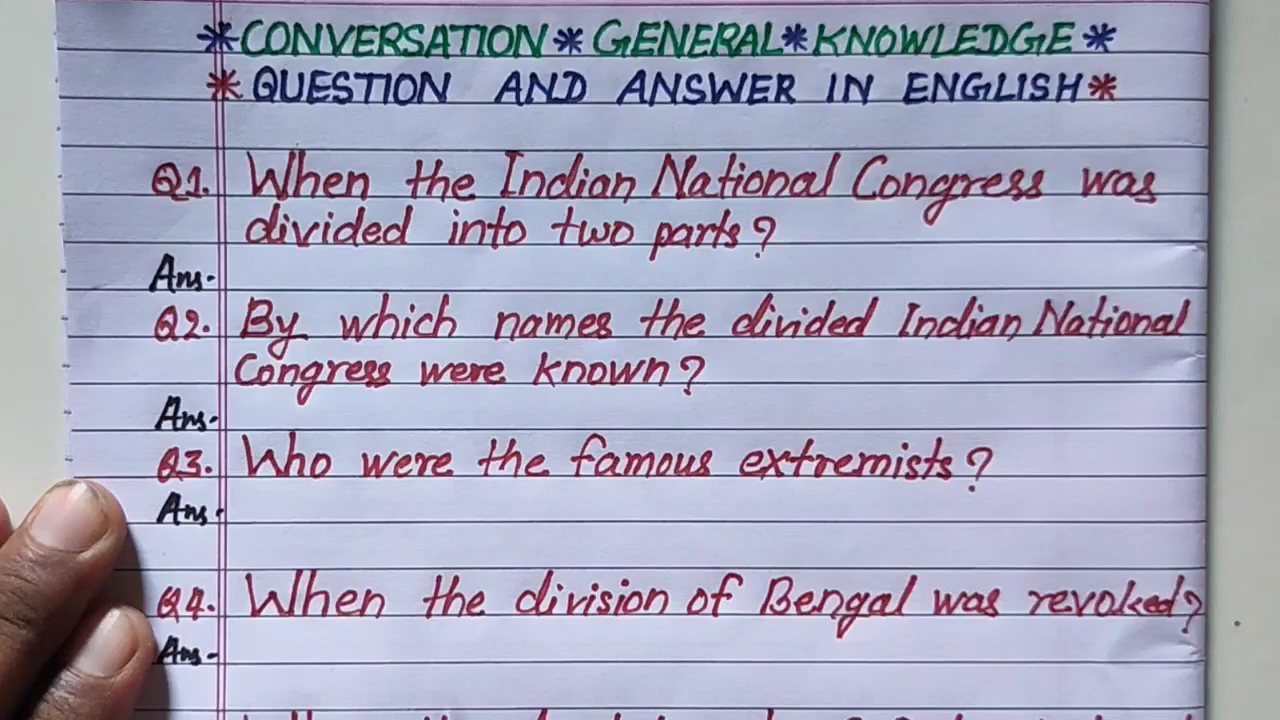 *CONVERSATION * GENERAL * KNOWLEDGE *
* QUESTION AND ANSWER IN ENGLISH *
Q1. When the Indian National Congress was
divided into two parts?
Ans.
Q2. By which names the divided Indian National
Congress were known?
Ans.
Q3. Who were the famous extremists?
Ans.
Q4. When the division of Bengal was revoked?
Ans-